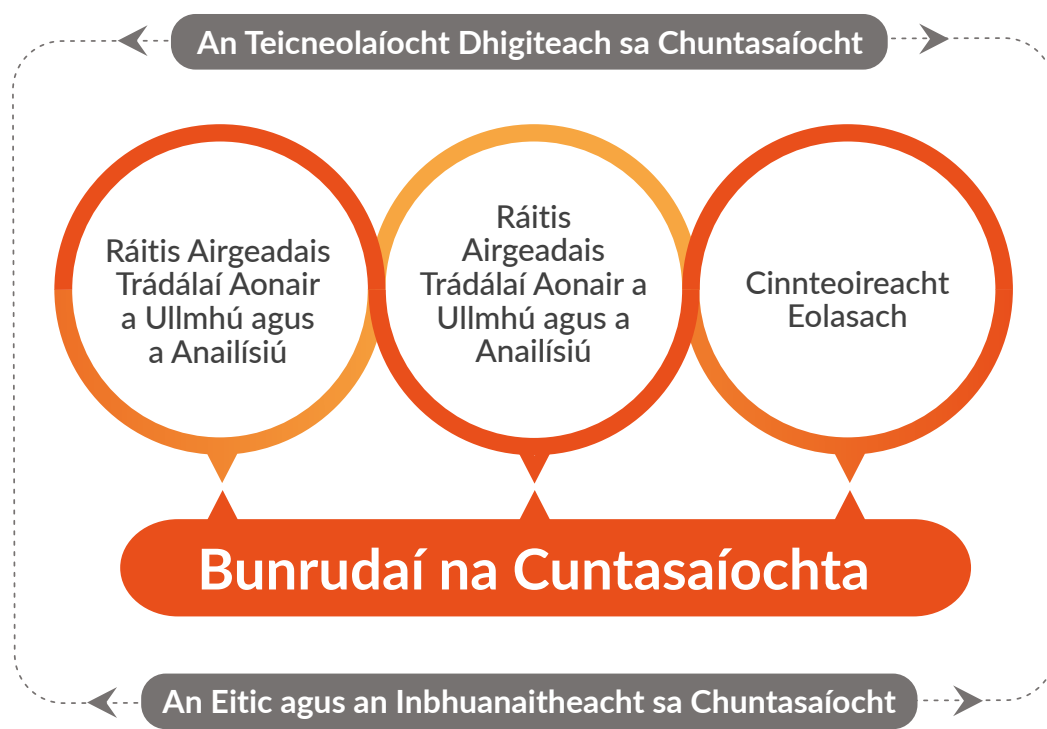 An Teicneolaíocht Dhigiteach sa Chuntasaíocht
Ráitis Airgeadais
Trádálaí Aonair
a Ullmhú agus
a Anailísiú
Ráitis
Airgeadais
Trádálaí Aonair a
Ullmhú agus a
Anailísiú
Cinnteoireacht
Eolasach
Bunrudaí na Cuntasaíochta
An Eitic agus an Inbhuanaitheacht sa Chuntasaíocht